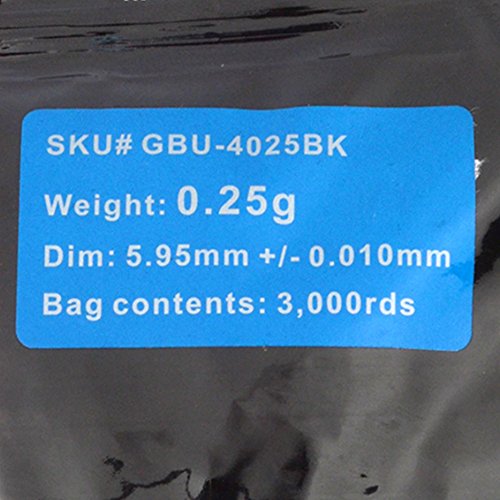 SKU# GBU-4025BK
Weight: 0.25g
Dim: 5.95mm +/- 0.010mm
Bag contents: 3,000rds